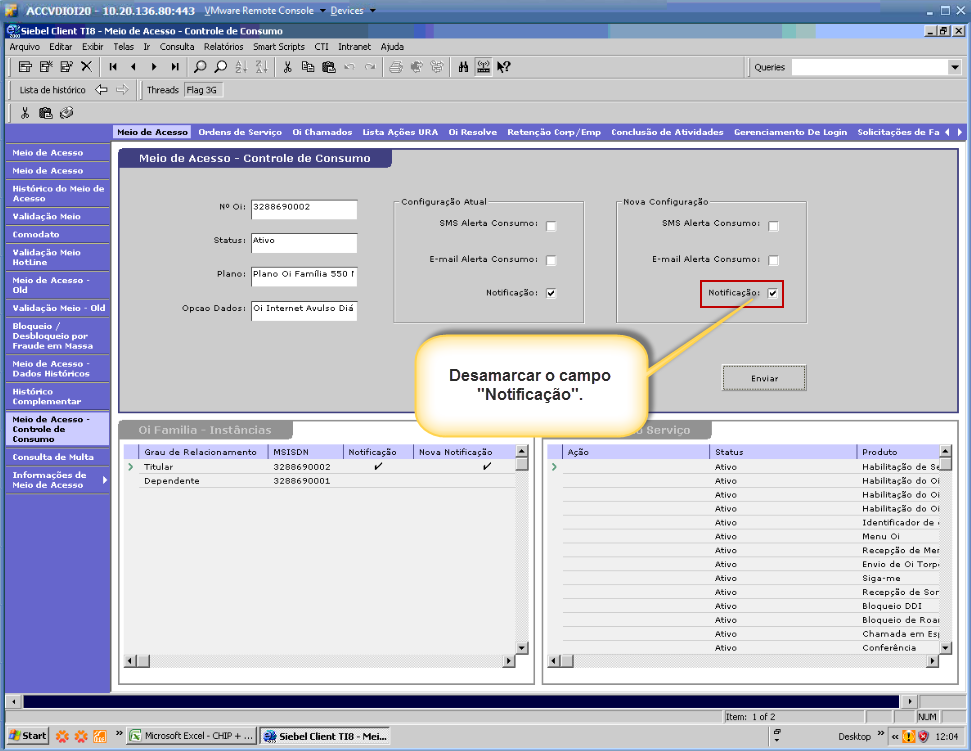 ACCVDIOI20 - 10.20.136.80:443 VMware Remote Console Devices
Siebel Client TI8 - Meio de Acesso - Controle de Consumo
Arquivo Editar Exibir Telas Ir Consulta Relatórios Smart Scripts CTI Intranet Ajuda
Queries
Lista de histórico Threads Flag 3G
Meio de Acesso Ordens de Serviço Oi Chamados Lista Ações URA Oi Resolve Retenção Corp/Emp Conclusão de Atividades Gerenciamento De Login Solicitações de Fa
Meio de Acesso
Meio de Acesso
Histórico do Meio de
Acesso
Validação Meio
Comodato
Validação Meio
HotLine
Meio de Acesso -
Old
Validação Meio - Old
Bloqueio /
Desbloqueio por
Fraude em Massa
Meio de Acesso -
Dados Históricos
Histórico
Complementar
Meio de Acesso -
Controle de
Consumo
Consulta de Multa
Informações de
Meio de Acesso
Meio de Acesso - Controle de Consumo
Nº Oi: 3288690002
Status: Ativo
Plano: Plano Oi Família 550
Opcao Dados: Oi Internet Avulso Diá
Configuração Atual
SMS Alerta Consumo:
E-mail Alerta Consumo:
Notificação:
Nova Configuração
SMS Alerta Consumo:
E-mail Alerta Consumo:
Notificação:
Enviar
Desamarcar o campo
"Notificação".
Oi Família - Instâncias
Grau de Relacionamento MSISDN Notificação Nova Notificação
Titular 3288690002
Dependente 3288690001
Serviço
Ação Status Produto
Ativo Habilitação de Se
Ativo Habilitação do Oi
Ativo Habilitação do Oi
Ativo Habilitação do Oi
Ativo Identificador de
Ativo Menu Oi
Ativo Recepção de Mer
Ativo Envio de Oi Torp
Ativo Siga-me
Ativo Recepção de Sor
Ativo Bloqueio DDI
Ativo Bloqueio de Roa
Ativo Chamada em Es
Ativo Conferência
Item: 1 of 2 NUM
Start Microsoft Excel - CHIP + ... Siebel Client TI8 - Mei... Desktop 12:04